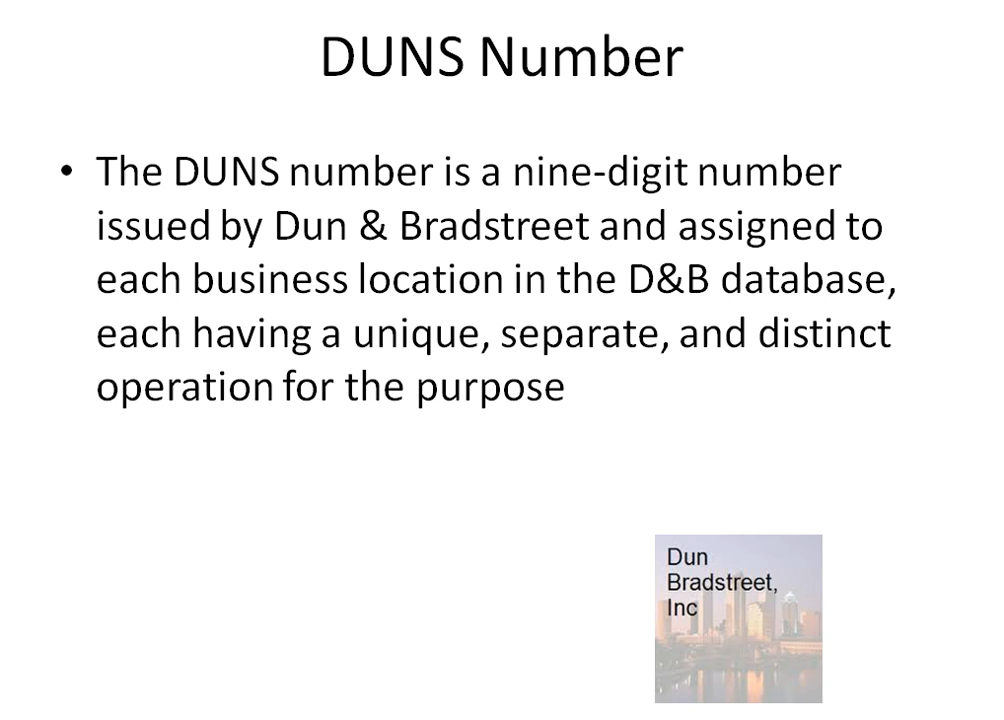 DUNS Number
• The DUNS number is a nine-digit number
issued by Dun & Bradstreet and assigned to
each business location in the D&B database,
each having a unique, separate, and distinct
operation for the purpose
Dun
Bradstreet,
Inc